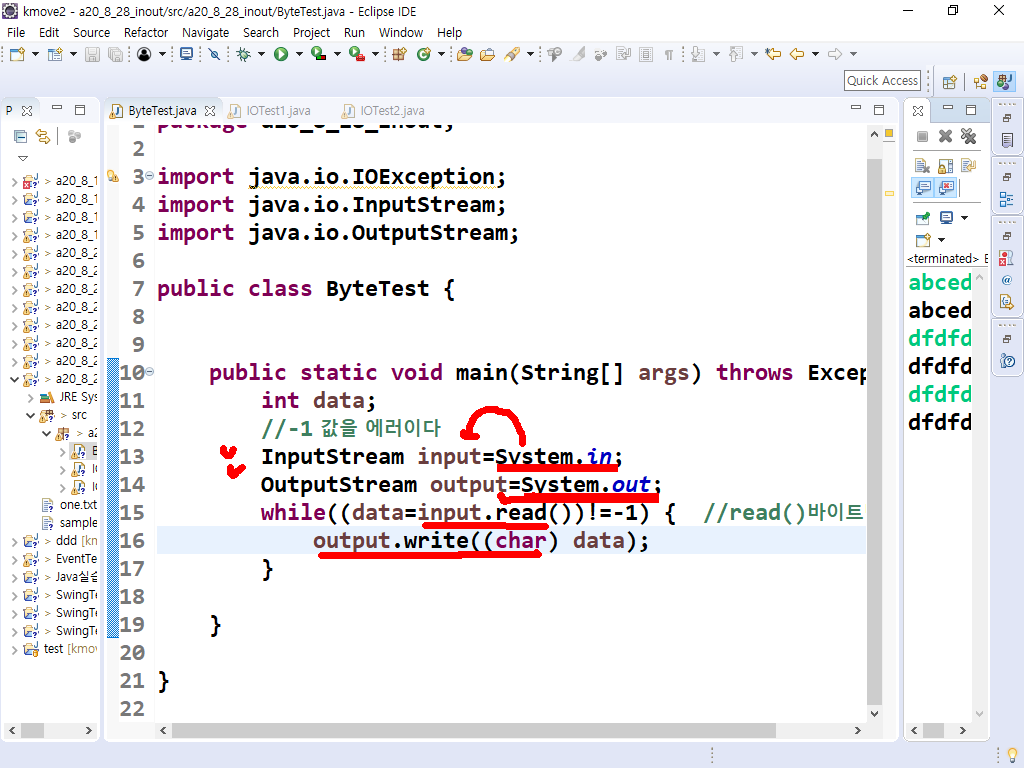 kmove2 - a20_8_28_inout/src/a20_8_28_inout/ByteTest.java - Eclipse IDE
File Edit Source Refactor Navigate Search Project Run Window Help
Quick Access
P
ByteTest.java IOTest1.java IOTest2.java
> a20_8_1
> a20_8_1
> a20_8_1
> a20_8_1
> a20_8_2
> a20_8_2
> a20_8_2
> a20_8_2
> a20_8_2
> a20_8_2
> a20_8_2
> a20_8_2
JRE Sys
> src
> a2
one.txt
sample
> ddd [km
> EventTe
> Java실습
> SwingTe
> SwingTe
> SwingTe
test [kmov
package
2
3 import java.io.IOException;
4 import java.io.InputStream;
5 import java.io.OutputStream;
6
7 public class ByteTest {
8
9
10 public static void main(String[] args) throws Excep
11 int data;
12 //-1 값을 에러이다
13 InputStream input=System.in;
14 OutputStream output=System.out;
15 while((data=input.read())!=-1) { //read()바이트
16 output.write((char) data);
17 }
18
19 }
20
21 }
22
<terminated> E
abced
abced
dfdfd
dfdfd
dfdfd
dfdfd